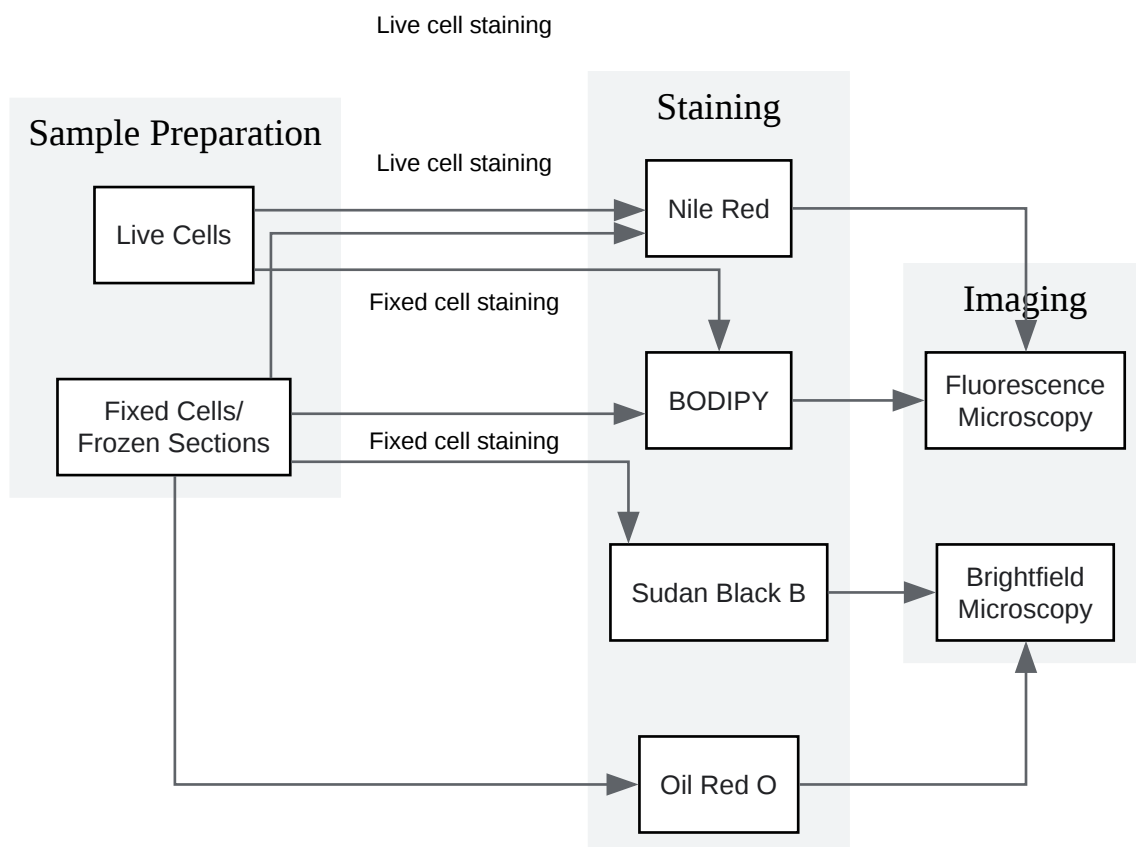 Live cell staining
Sample Preparation
Staining
Live cell staining
Live Cells
Nile Red
Fixed cell staining
Imaging
Fixed Cells/
Frozen Sections
BODIPY
Fluorescence
Microscopy
Fixed cell staining
Sudan Black B
Brightfield
Microscopy
Oil Red O